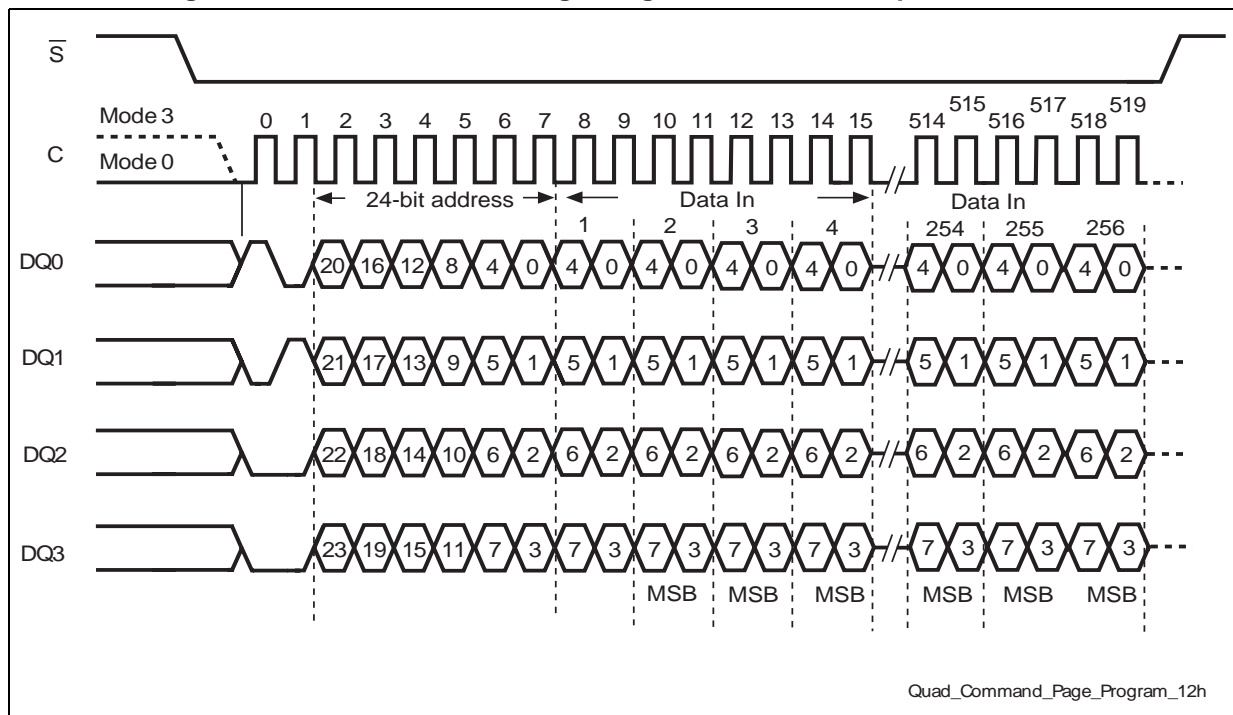 S
515 517 519
Mode 3 0 1 2 3 4 5 6 7 8 9 10 11 12 13 14 15 514 516 518
C
Mode 0
24-bit address Data In Data In
1 2 3 4 254 255 256
DQ0 20 16 12 8 4 0 4 0 4 0 4 0 4 0 4 0 4 0 4 0
DQ1 21 17 13 9 5 1 5 1 5 1 5 1 5 1 5 1 5 1 5 1
DQ2 22 18 14 10 6 2 6 2 6 2 6 2 6 2 6 2 6 2 6 2
DQ3 23 19 15 11 7 3 7 3 7 3 7 3 7 3 7 3 7 3 7 3
MSB MSB MSB MSB MSB MSB
Quad_Command_Page_Program_12h